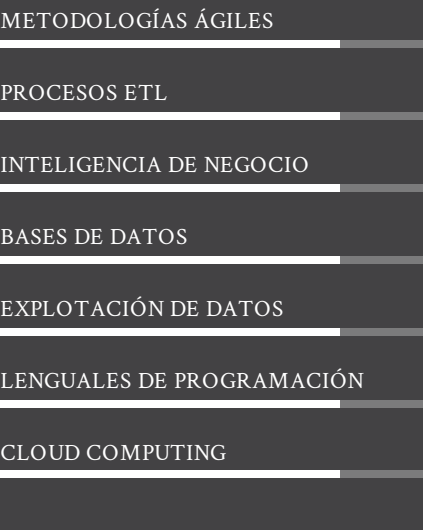 METODOLOGÍAS ÁGILES
PROCESOS ETL
INTELIGENCIA DE NEGOCIO
BASES DE DATOS
EXPLOTACIÓN DE DATOS
LENGUALES DE PROGRAMACIÓN
CLOUD COMPUTING